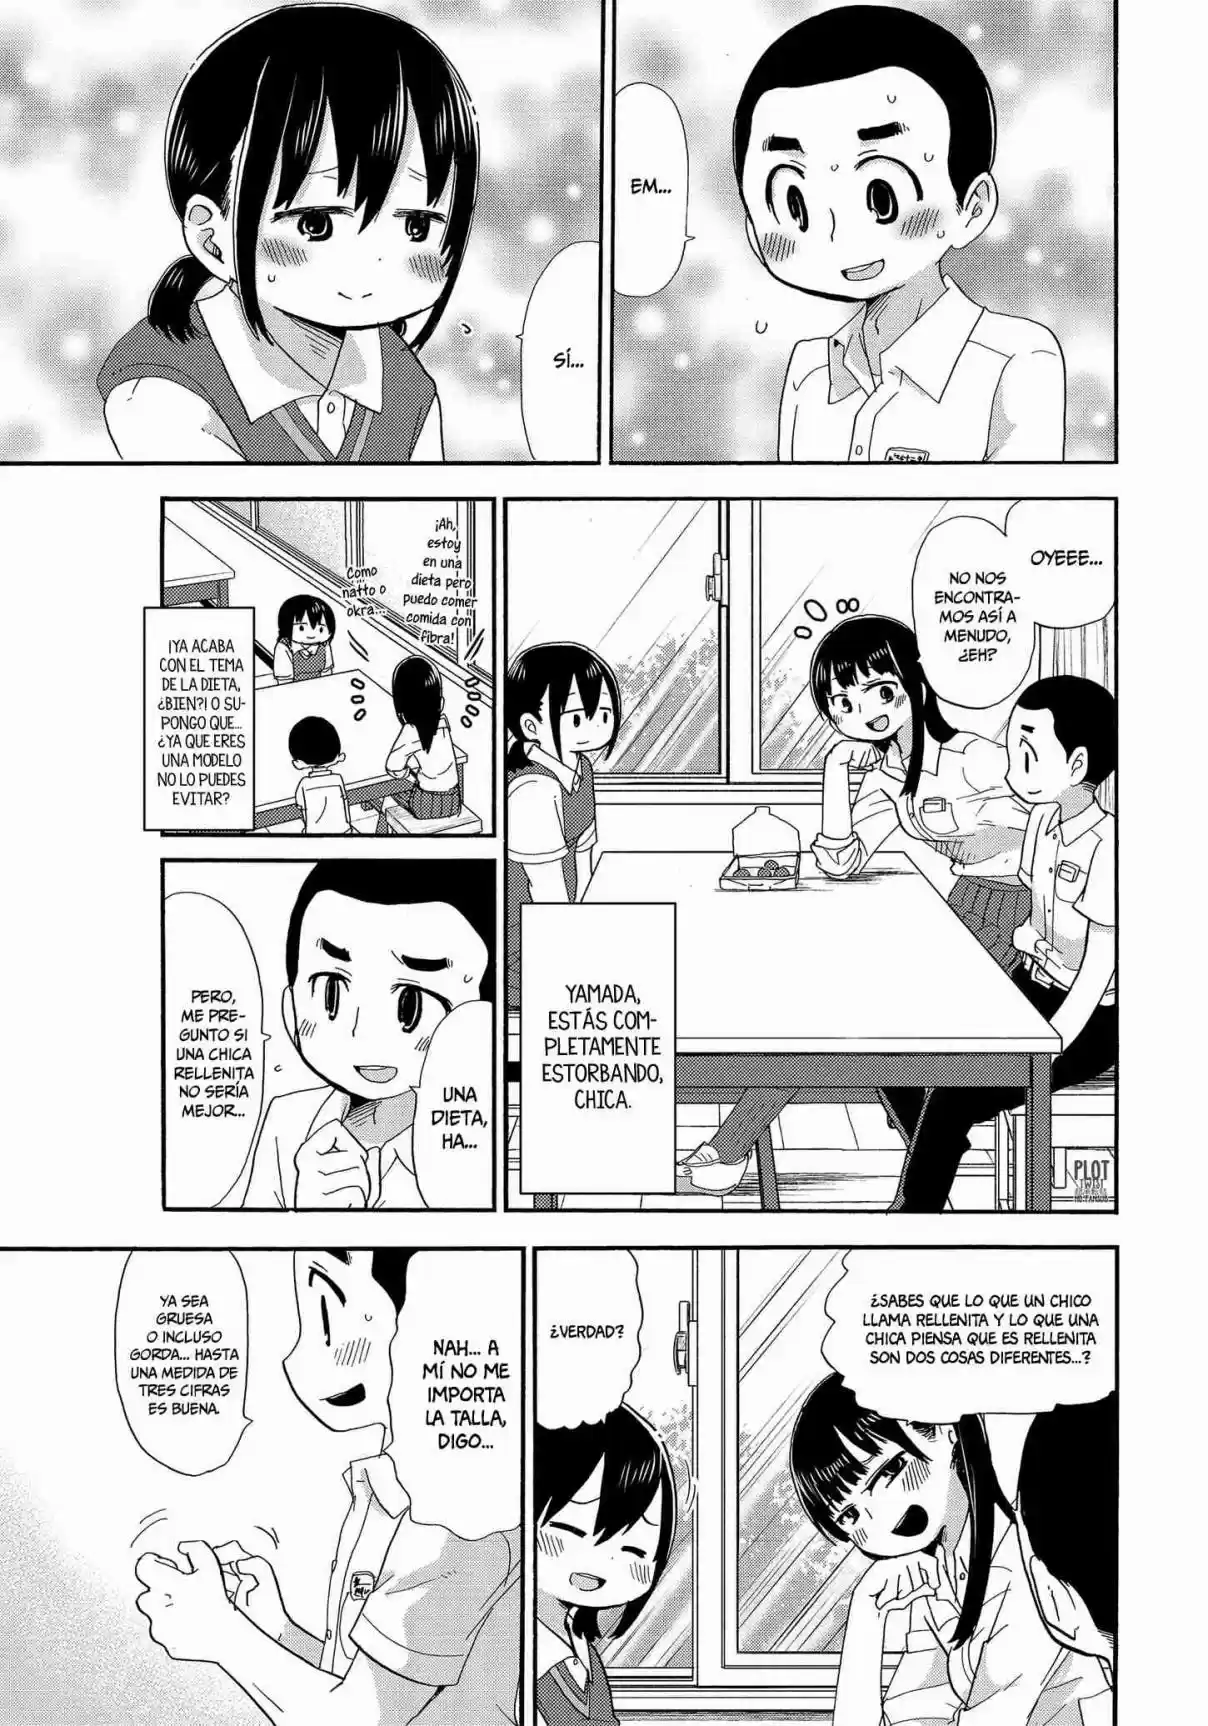 EM...
SÍ...
OYEEE...
NO NOS
ENCONTRA-
MOS ASÍ A
MENUDO,
¿EH?
YAMADA,
ESTÁS COM-
PLETAMENTE
ESTORBANDO,
CHICA.
PLOT
TWIST
NO FANSUB
¡Ah,
estoy
en una
dieta pero
puedo comer
comida con
fibra!
Como
natto o
okra...
¡YA ACABA
CON EL TEMA
DE LA DIETA,
¿BIEN?! O SU-
PONGO QUE...
¿YA QUE ERES
UNA MODELO
NO LO PUEDES
EVITAR?
UNA
DIETA,
HA...
PERO,
ME PRE-
GUNTO SI
UNA CHICA
RELLENITA
NO SERÍA
MEJOR...
¿SABES QUE LO QUE UN CHICO
LLAMA RELLENITA Y LO QUE UNA
CHICA PIENSA QUE ES RELLENITA
SON DOS COSAS DIFERENTES...?
¿VERDAD?
NAH... A
MÍ NO ME
IMPORTA
LA TALLA,
DIGO...
YA SEA
GRUESA
O INCLUSO
GORDA... HASTA
UNA MEDIDA DE
TRES CIFRAS
ES BUENA.